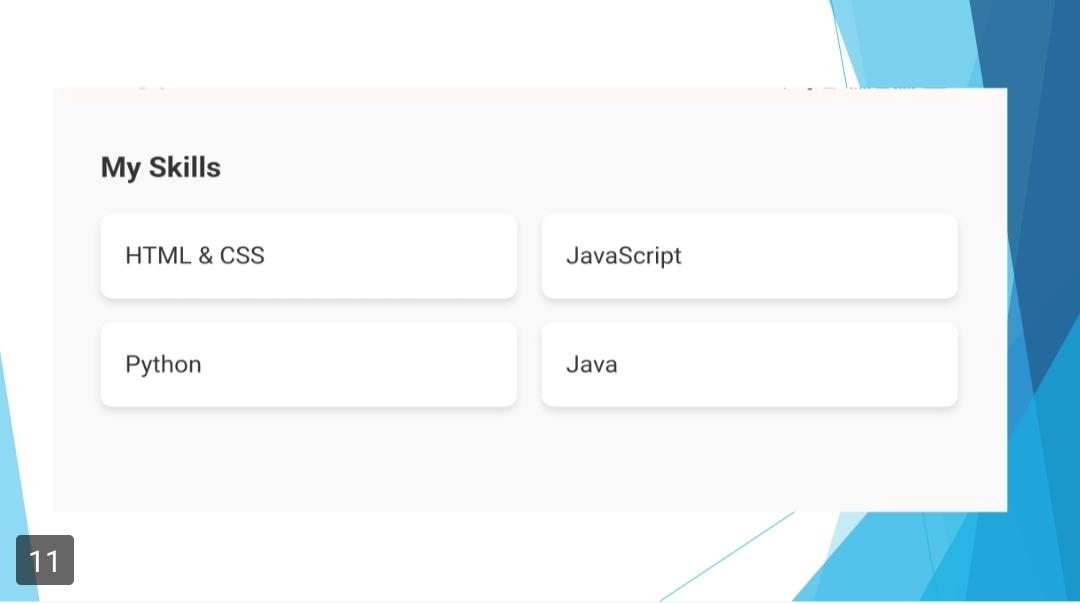 My Skills
HTML & CSS
JavaScript
Python
Java
11